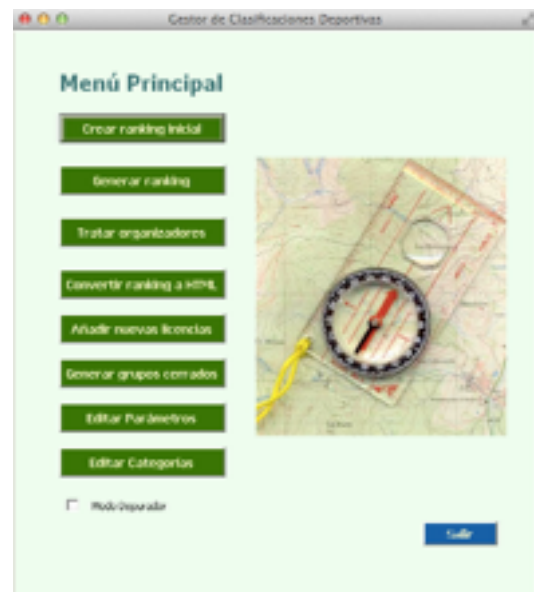 Gestor de Clasificaciones Deportivas
Menú Principal
Crear ranking inicial
Generar ranking
Tratar organizadores
Convertir ranking a HTML
Añadir nuevas licencias
Generar grupos cerrados
Editar Parámetros
Editar Categorías
Modo Depurador
Salir